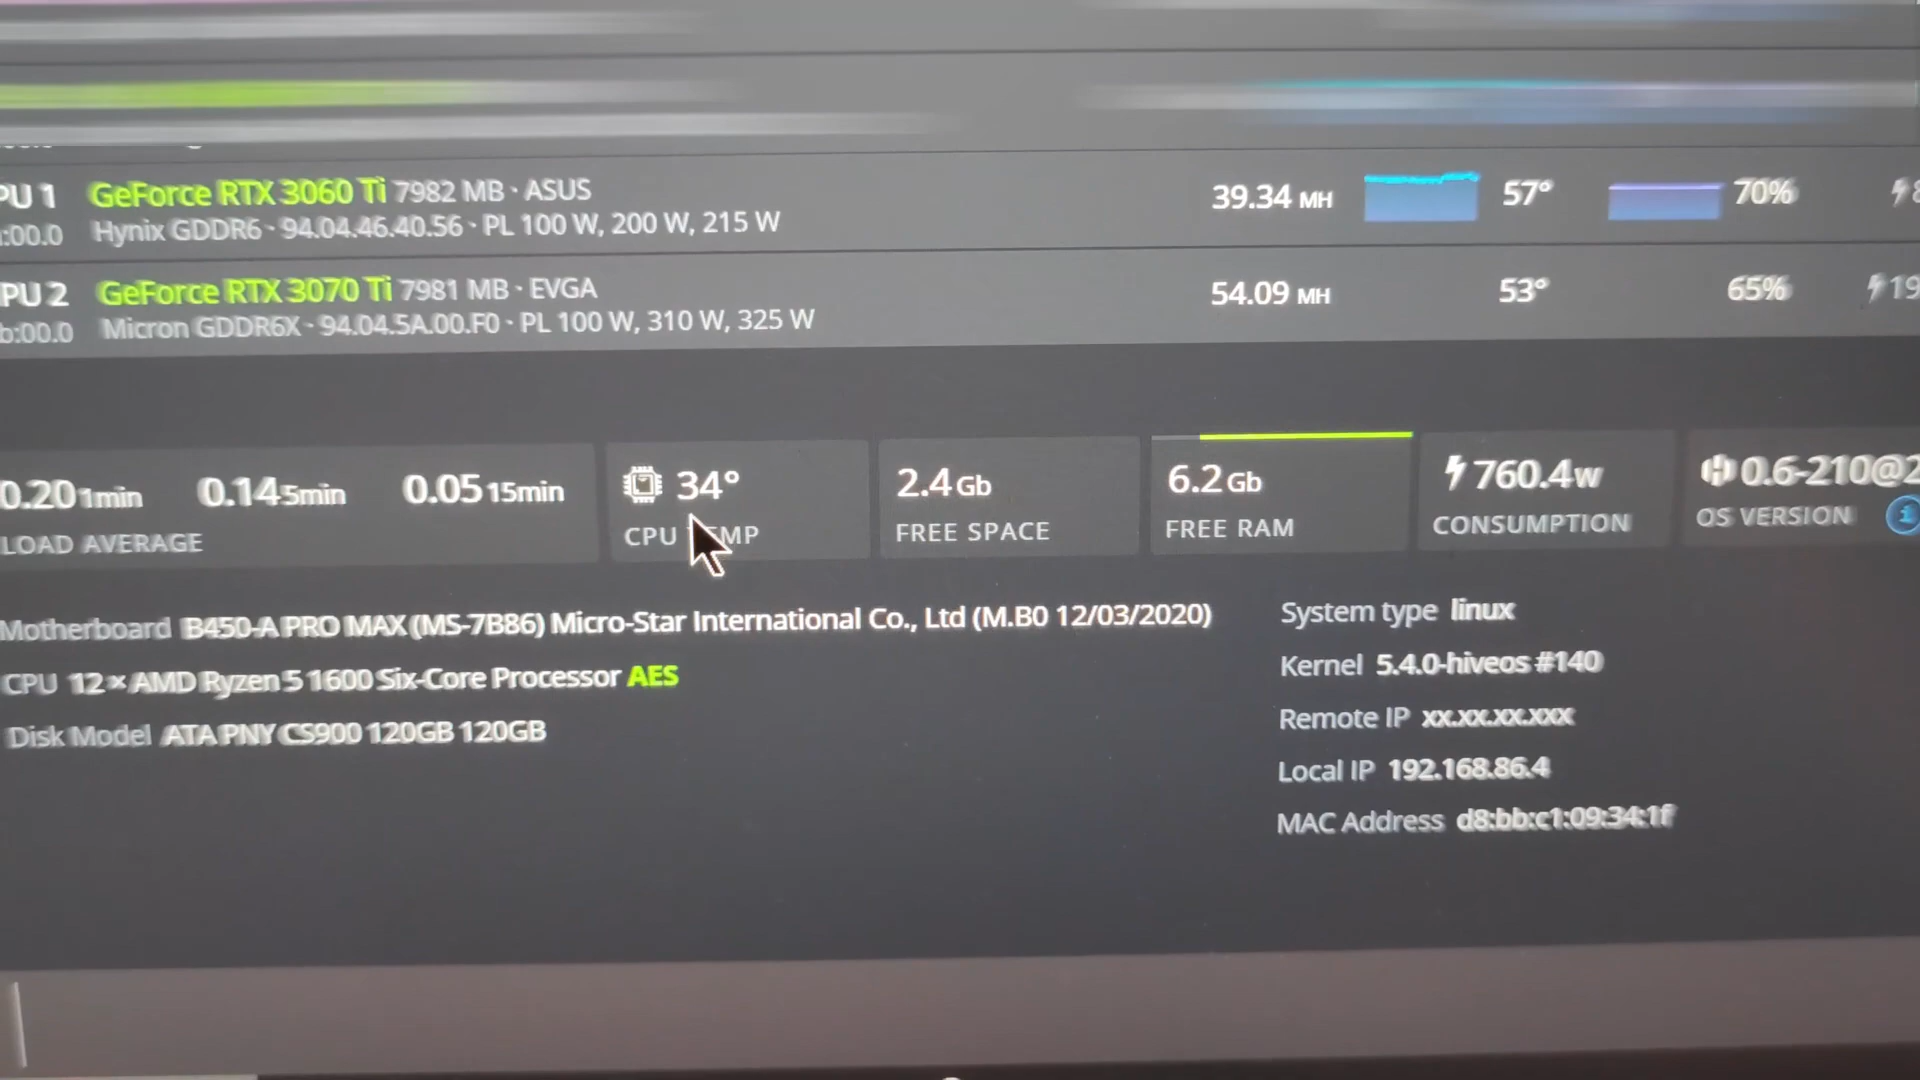 PU 1 GeForce RTX 3060 Ti 7982 MB · ASUS 39.34 MH 57° 70%
:00.0 Hynix GDDR6 · 94.04.46.40.56 · PL 100 W, 200 W, 215 W
PU 2 GeForce RTX 3070 Ti 7981 MB · EVGA 54.09 MH 53° 65% 19
b:00.0 Micron GDDR6X · 94.04.5A.00.F0 · PL 100 W, 310 W, 325 W
0.20 1min 0.14 5min 0.05 15min
LOAD AVERAGE
34°
CPU MP
2.4 Gb
FREE SPACE
6.2 Gb
FREE RAM
760.4w
CONSUMPTION
0.6-210@2
OS VERSION
Motherboard B450-A PRO MAX (MS-7B86) Micro-Star International Co., Ltd (M.B0 12/03/2020)
CPU 12 × AMD Ryzen 5 1600 Six-Core Processor AES
Disk Model ATA PNY CS900 120GB 120GB
System type linux
Kernel 5.4.0-hiveos #140
Remote IP xx.xx.xx.xxx
Local IP 192.168.86.4
MAC Address d8:bb:c1:09:34:1f